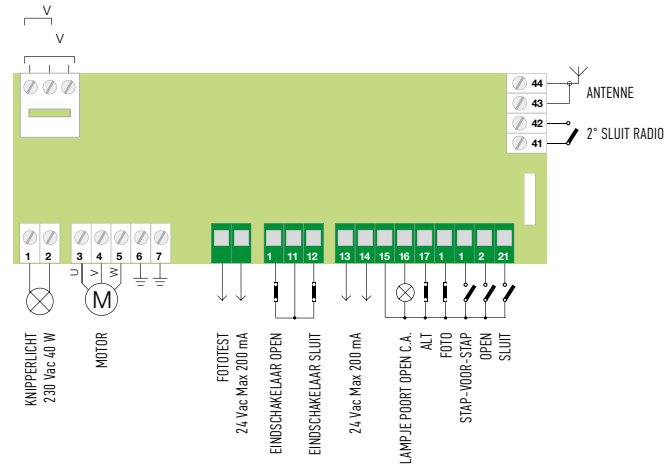 V
V
44
43
42
41
ANTENNE
2° SLUIT RADIO
1 2 3 4 5 6 7 1 11 12 13 14 15 16 17 1 1 2 21
U V W
M
KNIPPERLICHT
230 Vac 40 W
MOTOR
FOTOTEST
24 Vac Max 200 mA
EINDSCHAKELAAR OPEN
EINDSCHAKELAAR SLUIT
24 Vac Max 200 mA
LAMPJE POORT OPEN C.A.
ALT
FOTO
STAP-VOOR-STAP
OPEN
SLUIT